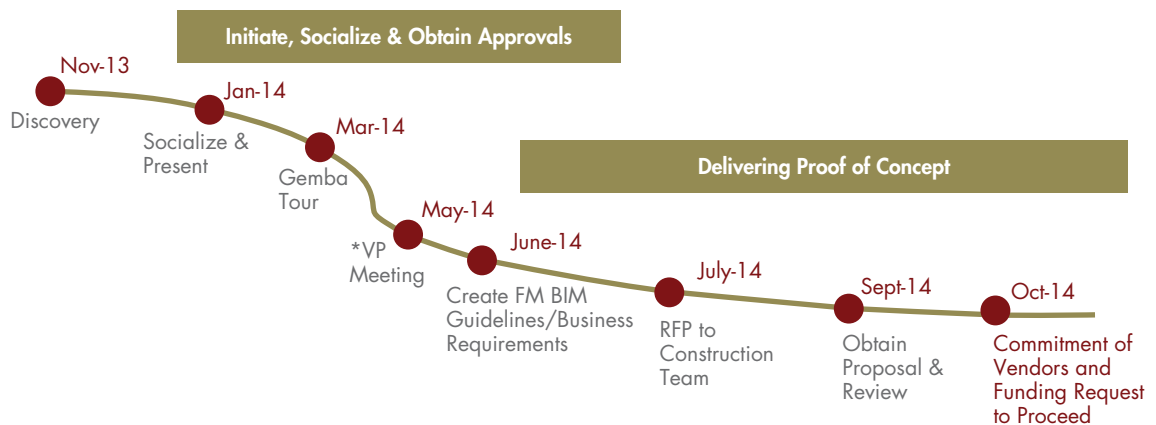 Initiate, Socialize & Obtain Approvals
Nov-13
Discovery
Jan-14
Socialize &
Present
Mar-14
Gemba
Tour
Delivering Proof of Concept
May-14
*VP
Meeting
June-14
Create FM BIM
Guidelines/Business
Requirements
July-14
RFP to
Construction
Team
Sept-14
Obtain
Proposal &
Review
Oct-14
Commitment of
Vendors and
Funding Request
to Proceed